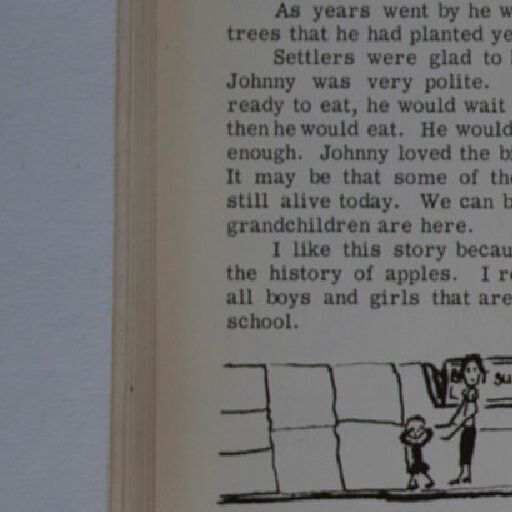 As years went by he
trees that he had planted
Settlers were glad to
Johnny was very polite.
ready to eat, he would wait
then he would eat. He would
enough. Johnny loved the
It may be that some of
still alive today. We can
grandchildren are here.
I like this story
the history of apples. I
all boys and girls that are
school.